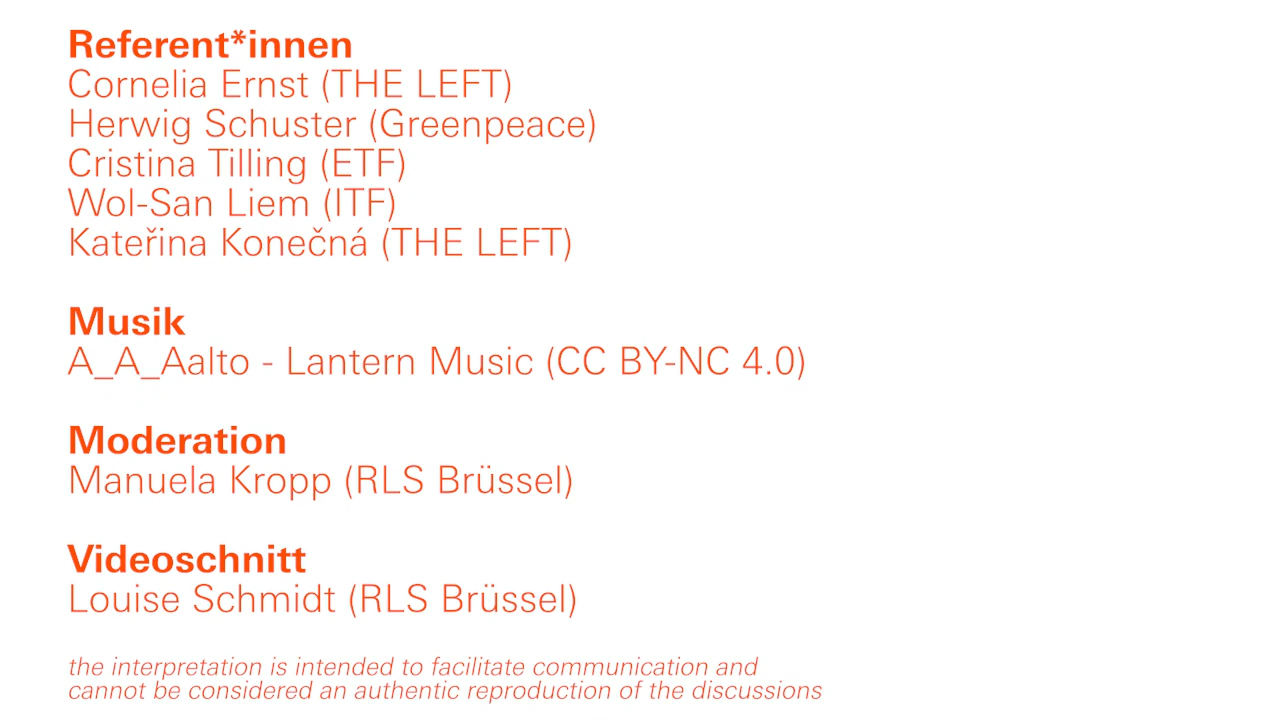 Referent*innen
Cornelia Ernst (THE LEFT)
Herwig Schuster (Greenpeace)
Cristina Tilling (ETF)
Wol-San Liem (ITF)
Kateřina Konečná (THE LEFT)
Musik
A_A_Aalto - Lantern Music (CC BY-NC 4.0)
Moderation
Manuela Kropp (RLS Brüssel)
Videoschnitt
Louise Schmidt (RLS Brüssel)
the interpretation is intended to facilitate communication and
cannot be considered an authentic reproduction of the discussions